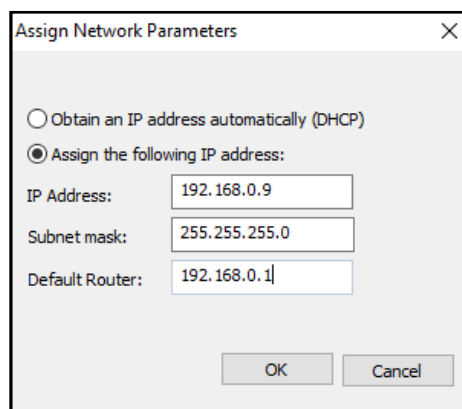 Assign Network Parameters
Obtain an IP address automatically (DHCP)
Assign the following IP address:
IP Address: 192.168.0.9
Subnet mask: 255.255.255.0
Default Router: 192.168.0.1
OK Cancel